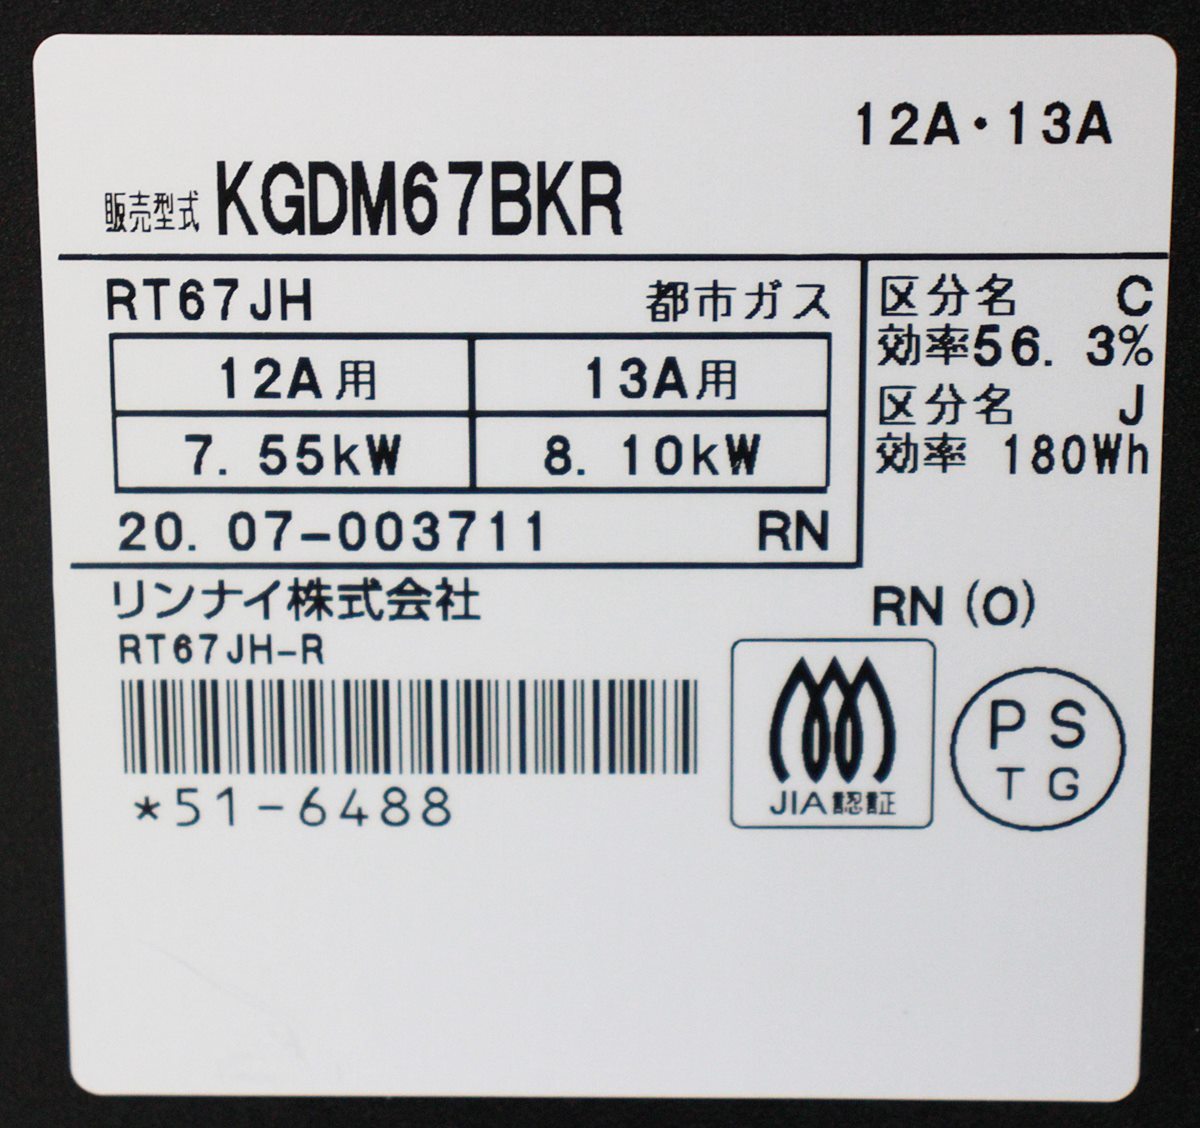 12A・13A
販売型式 KGDM67BKR
RT67JH 都市ガス
12A用 13A用
7. 55kW 8. 10kW
20. 07-003711 RN
区分名 C
効率56. 3%
区分名 J
効率 180Wh
リンナイ株式会社
RT67JH-R
*51-6488
RN (O)
JIA認証
PS
TG